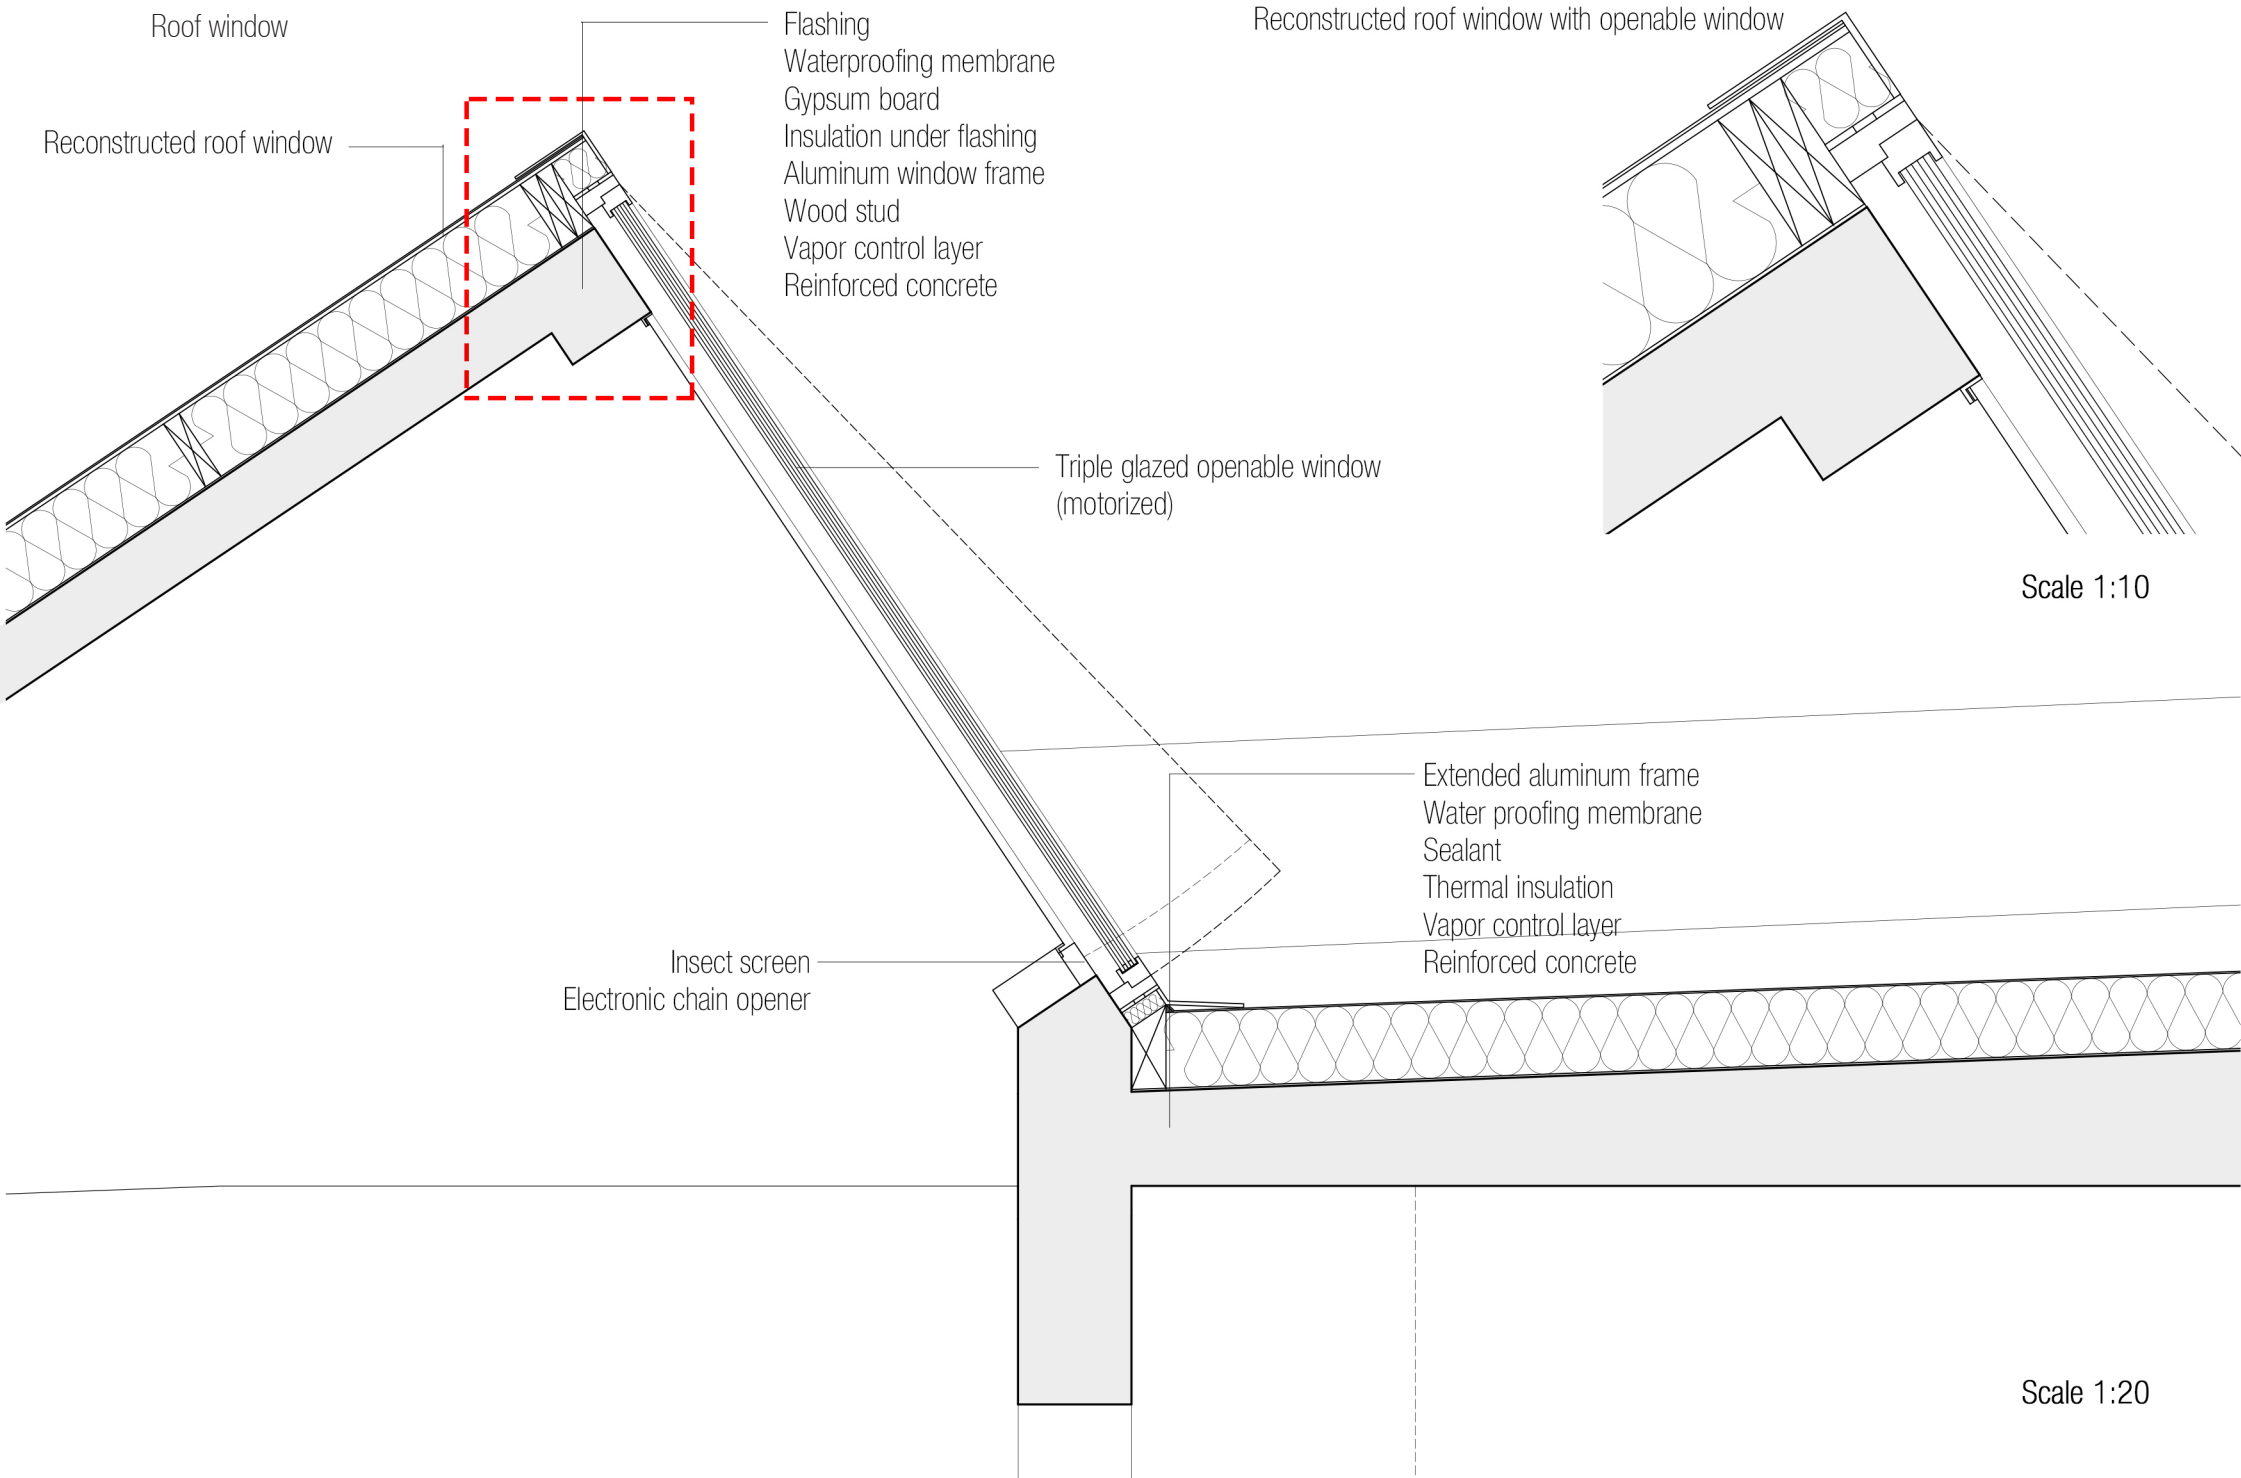 Roof window
Reconstructed roof window
Flashing
Waterproofing membrane
Gypsum board
Insulation under flashing
Aluminum window frame
Wood stud
Vapor control layer
Reinforced concrete
Reconstructed roof window with openable window
Scale 1:10
Triple glazed openable window
(motorized)
Extended aluminum frame
Water proofing membrane
Sealant
Thermal insulation
Vapor control layer
Reinforced concrete
Insect screen
Electronic chain opener
Scale 1:20